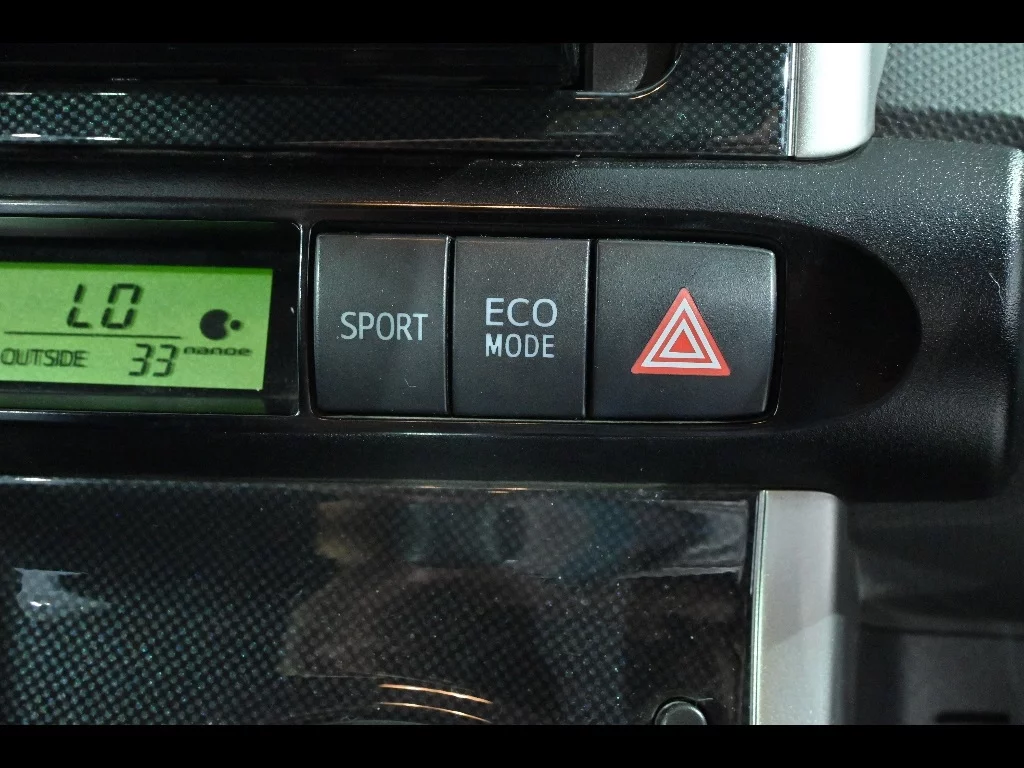 LO
OUTSIDE 33
nanoe
SPORT
ECO
MODE